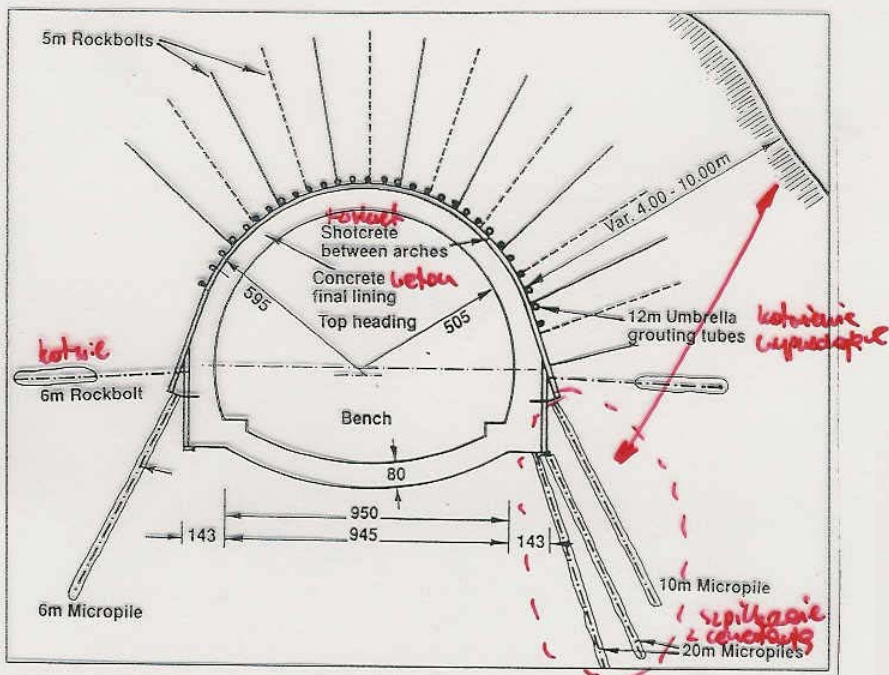 5m Rockbolts
Var. 4.00 - 10.00m
Shotcrete
between arches
Concrete beton
final lining
Top heading
595
505
12m Umbrella
grouting tubes
kotwienie
kotwie
6m Rockbolt
Bench
80
950
143
945
143
6m Micropile
10m Micropile
20m Micropiles